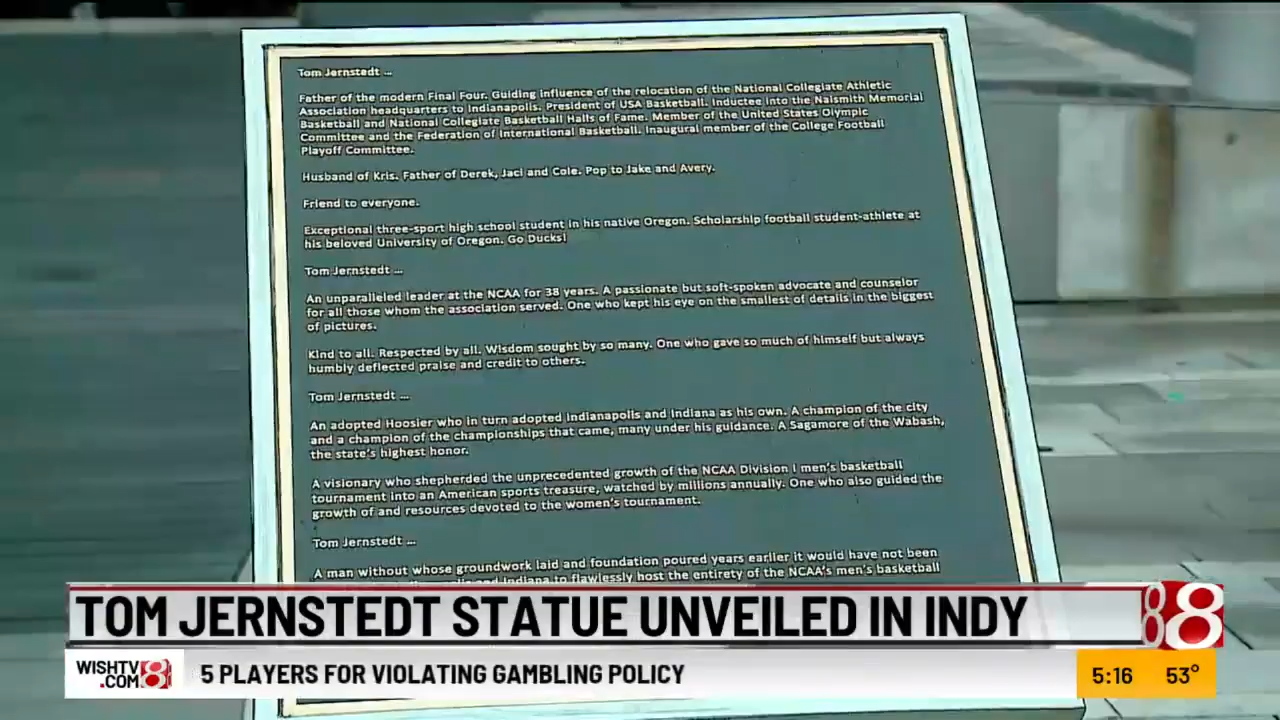 Tom Jernstedt ...
Father of the modern Final Four. Guiding influence of the relocation of the National Collegiate Athletic
Association headquarters to Indianapolis. President of USA Basketball. Inductee into the Naismith Memorial
Basketball and National Collegiate Basketball Halls of Fame. Member of the United States Olympic
Committee and the Federation of International Basketball. Inaugural member of the College Football
Playoff Committee.
Husband of Kris. Father of Derek, Jaci and Cole. Pop to Jake and Avery.
Friend to everyone.
Exceptional three-sport high school student in his native Oregon. Scholarship football student-athlete at
his beloved University of Oregon. Go Ducks!
Tom Jernstedt ...
An unparalleled leader at the NCAA for 38 years. A passionate but soft-spoken advocate and counselor
for all those whom the association served. One who kept his eye on the smallest of details in the biggest
of pictures.
Kind to all. Respected by all. Wisdom sought by so many. One who gave so much of himself but always
humbly deflected praise and credit to others.
Tom Jernstedt ...
An adopted Hoosier who in turn adopted Indianapolis and Indiana as his own. A champion of the city
and a champion of the championships that came, many under his guidance. A Sagamore of the Wabash,
the state's highest honor.
A visionary who shepherded the unprecedented growth of the NCAA Division I men's basketball
tournament into an American sports treasure, watched by millions annually. One who also guided the
growth of and resources devoted to the women's tournament.
Tom Jernstedt ...
A man without whose groundwork laid and foundation poured years earlier it would have not been
and Indiana to flawlessly host the entirety of the NCAA's men's basketball
TOM JERNSTEDT STATUE UNVEILED IN INDY
8 8
WISHTV.COM 8
5 PLAYERS FOR VIOLATING GAMBLING POLICY
5:16 53°